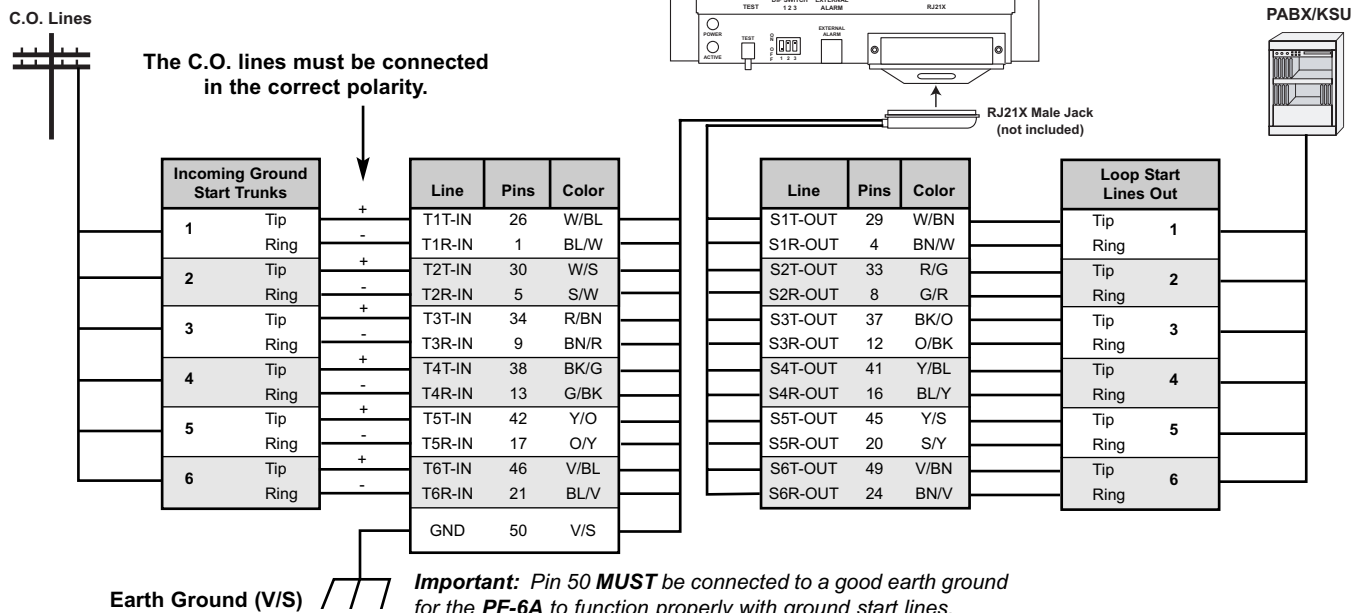 C.O. Lines
DIP SWITCH EXTERNAL
TEST 1 2 3 ALARM RJ21X
PABX/KSU
POWER
ACTIVE
TEST
1 2 3
EXTERNAL
ALARM
The C.O. lines must be connected
in the correct polarity.
RJ21X Male Jack
(not included)
Incoming Ground
Start Trunks
1 Tip +
Ring -
2 Tip +
Ring -
3 Tip +
Ring -
4 Tip +
Ring -
5 Tip +
Ring -
6 Tip +
Ring -
Line Pins Color
T1T-IN 26 W/BL
T1R-IN 1 BL/W
T2T-IN 30 W/S
T2R-IN 5 S/W
T3T-IN 34 R/BN
T3R-IN 9 BN/R
T4T-IN 38 BK/G
T4R-IN 13 G/BK
T5T-IN 42 Y/O
T5R-IN 17 O/Y
T6T-IN 46 V/BL
T6R-IN 21 BL/V
GND 50 V/S
Line Pins Color
S1T-OUT 29 W/BN
S1R-OUT 4 BN/W
S2T-OUT 33 R/G
S2R-OUT 8 G/R
S3T-OUT 37 BK/O
S3R-OUT 12 O/BK
S4T-OUT 41 Y/BL
S4R-OUT 16 BL/Y
S5T-OUT 45 Y/S
S5R-OUT 20 S/Y
S6T-OUT 49 V/BN
S6R-OUT 24 BN/V
Loop Start
Lines Out
Tip 1
Ring
Tip 2
Ring
Tip 3
Ring
Tip 4
Ring
Tip 5
Ring
Tip 6
Ring
Earth Ground (V/S)
Important: Pin 50 MUST be connected to a good earth ground
for the PF-6A to function properly with ground start lines.